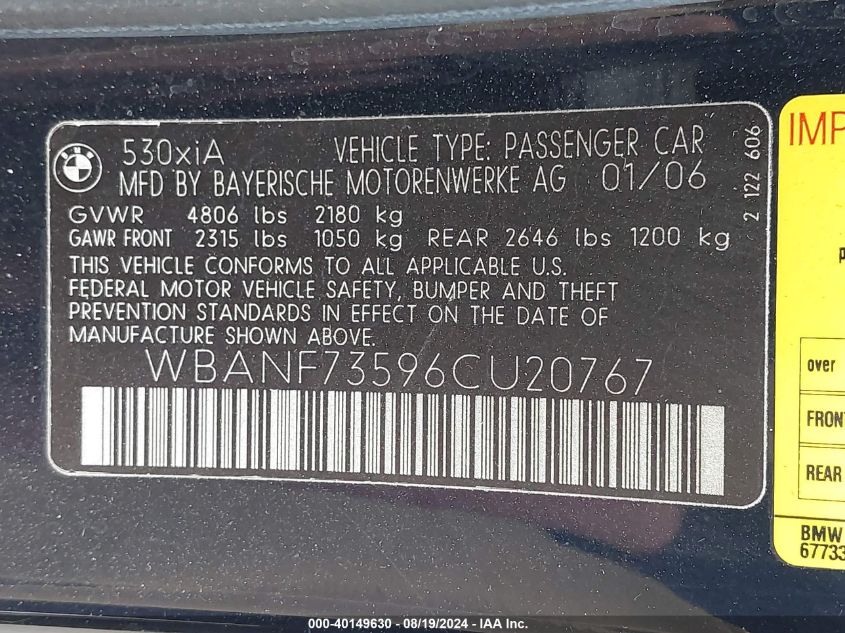 530xiA VEHICLE TYPE: PASSENGER CAR
MFD BY BAYERISCHE MOTORENWERKE AG 01/06
GVWR 4806 lbs 2180 kg
GAWR FRONT 2315 lbs 1050 kg REAR 2646 lbs 1200 kg
THIS VEHICLE CONFORMS TO ALL APPLICABLE U.S.
FEDERAL MOTOR VEHICLE SAFETY, BUMPER AND THEFT
PREVENTION STANDARDS IN EFFECT ON THE DATE OF
MANUFACTURE SHOWN ABOVE.
WBANF73596CU20767
2 122 606
IMP
over
FRONT
REAR
BMW
67733
000-40149630 - 08/19/2024 - IAA Inc.